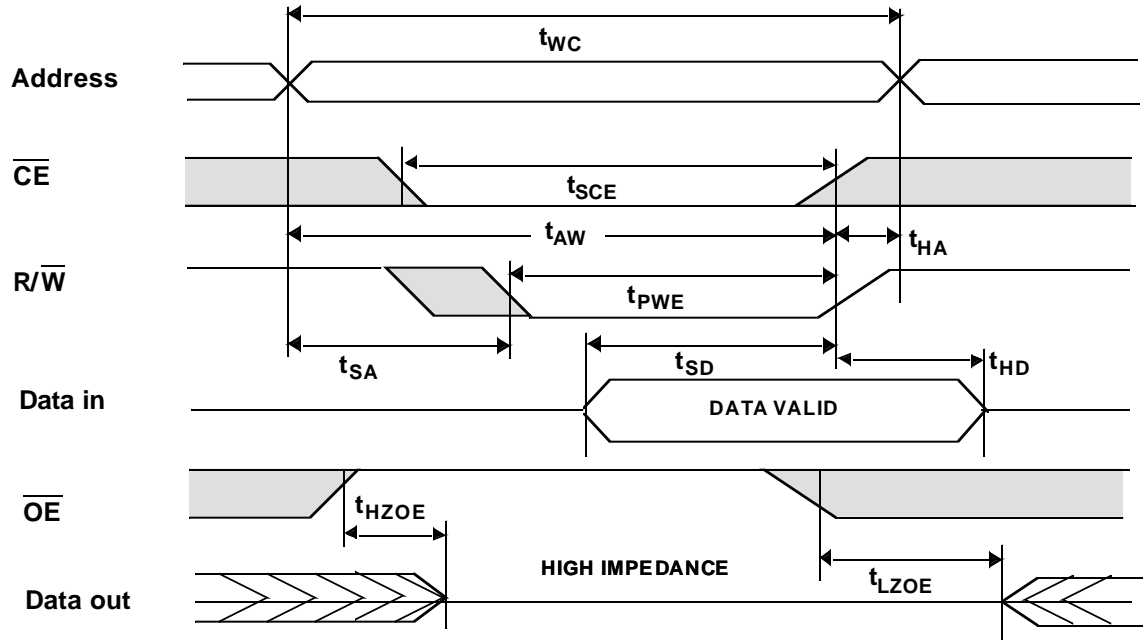 tWC
Address
CE
tSCE
tAW
tHA
R/W
tPWE
tSA
tSD
tHD
Data in
DATA VALID
OE
tHZOE
HIGH IMPEDANCE
tLZOE
Data out